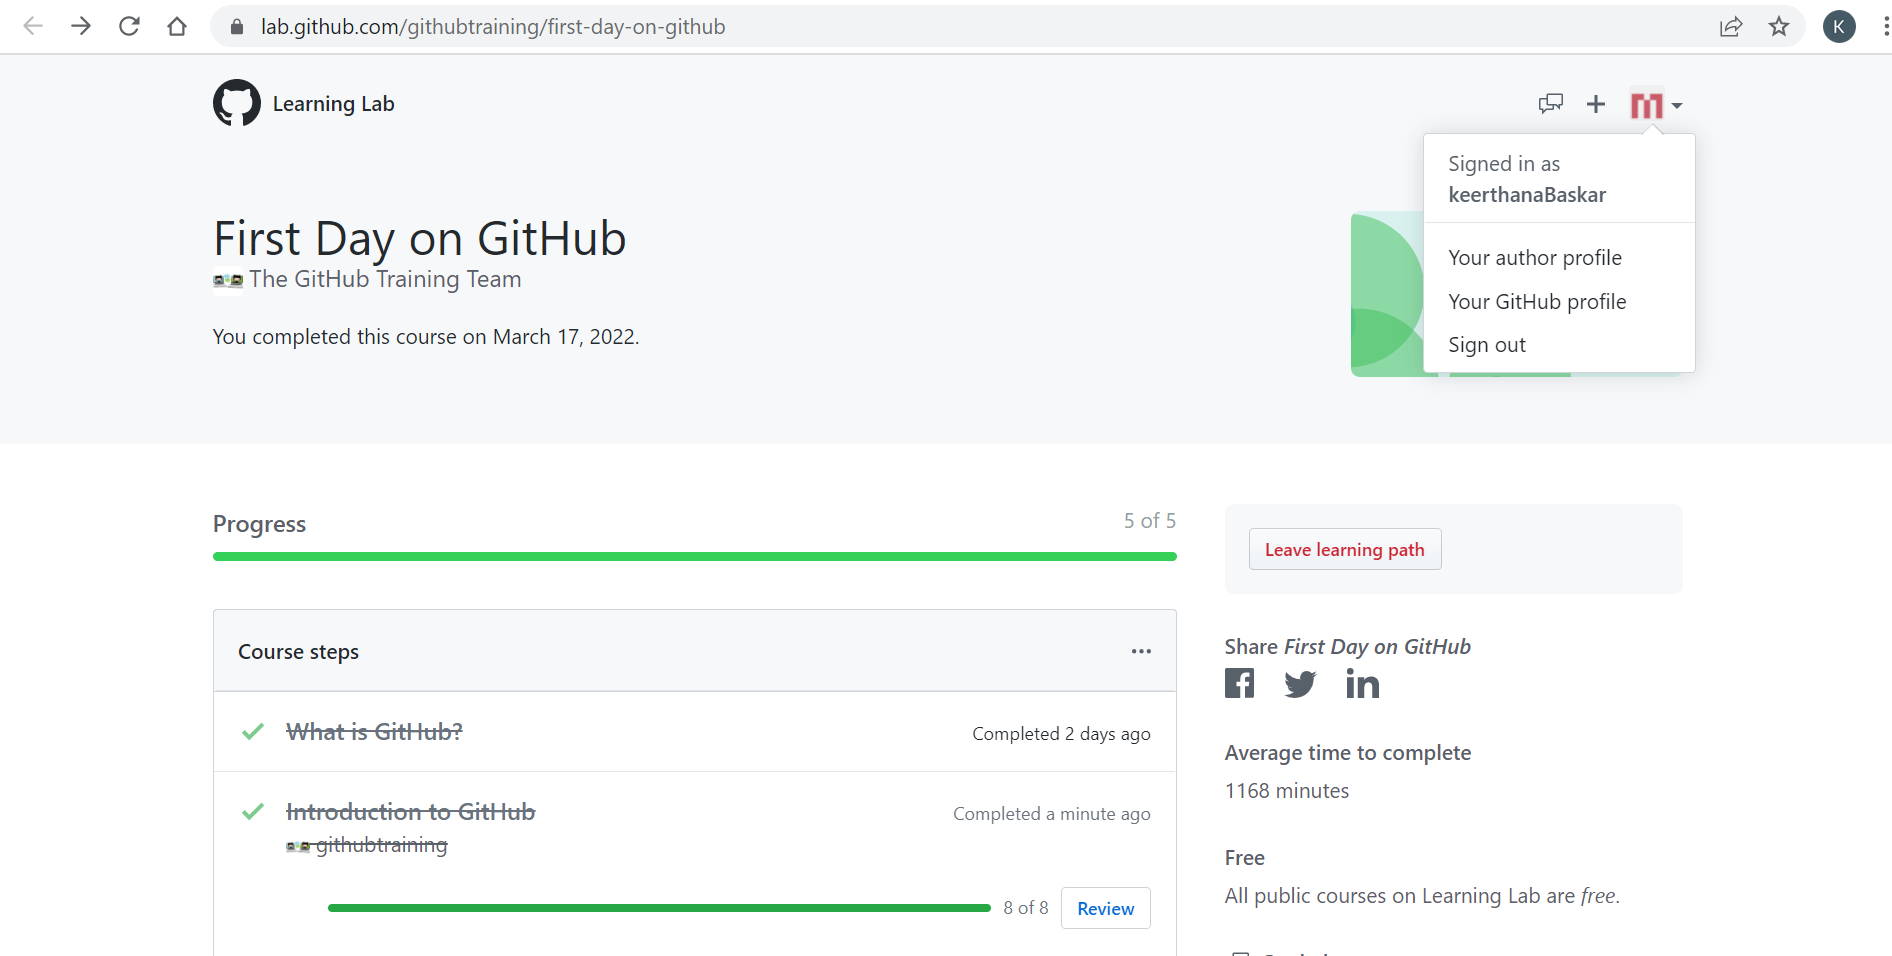 lab.github.com/githubtraining/first-day-on-github
K
Learning Lab
Signed in as
keerthanaBaskar
Your author profile
Your GitHub profile
Sign out
First Day on GitHub
The GitHub Training Team
You completed this course on March 17, 2022.
Progress
5 of 5
Course steps
What is GitHub?
Completed 2 days ago
Introduction to GitHub
Completed a minute ago
githubtraining
8 of 8
Review
Leave learning path
Share First Day on GitHub
Average time to complete
1168 minutes
Free
All public courses on Learning Lab are free.